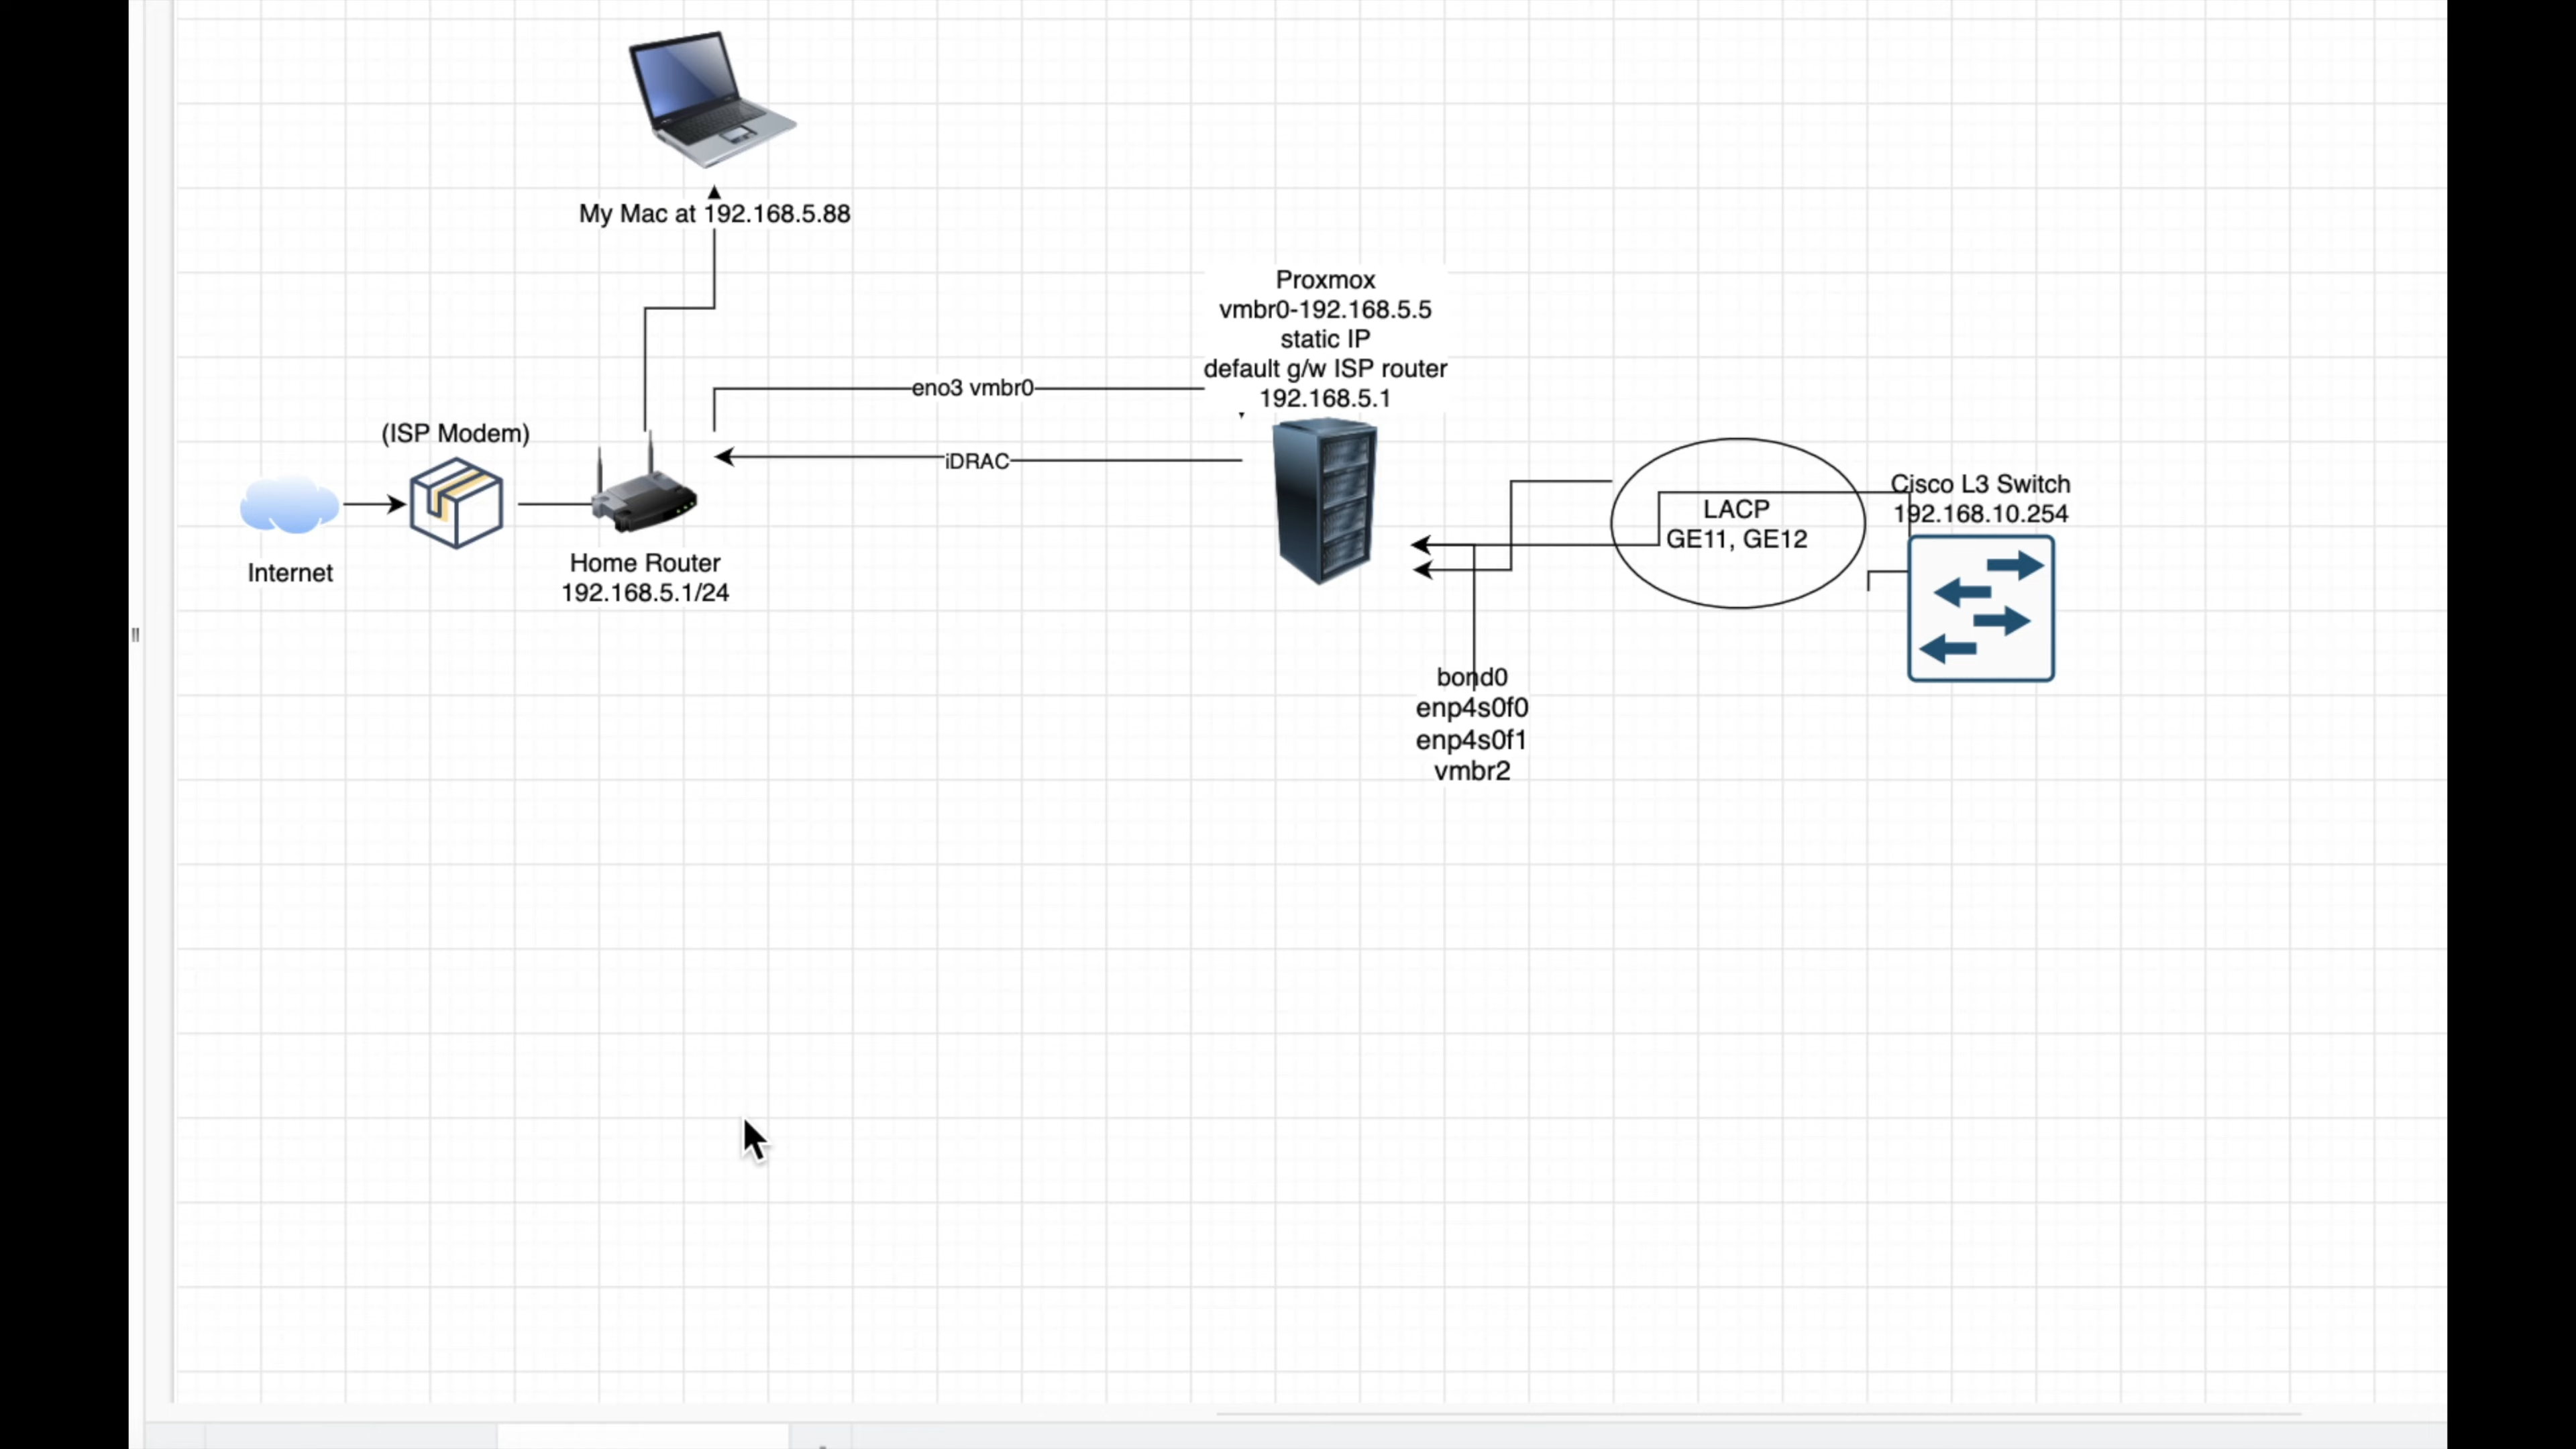 My Mac at 192.168.5.88
Proxmox
vmbr0-192.168.5.5
static IP
default g/w ISP router
192.168.5.1
eno3 vmbr0
(ISP Modem)
iDRAC
Internet
Home Router
192.168.5.1/24
LACP
GE11, GE12
Cisco L3 Switch
192.168.10.254
bond0
enp4s0f0
enp4s0f1
vmbr2